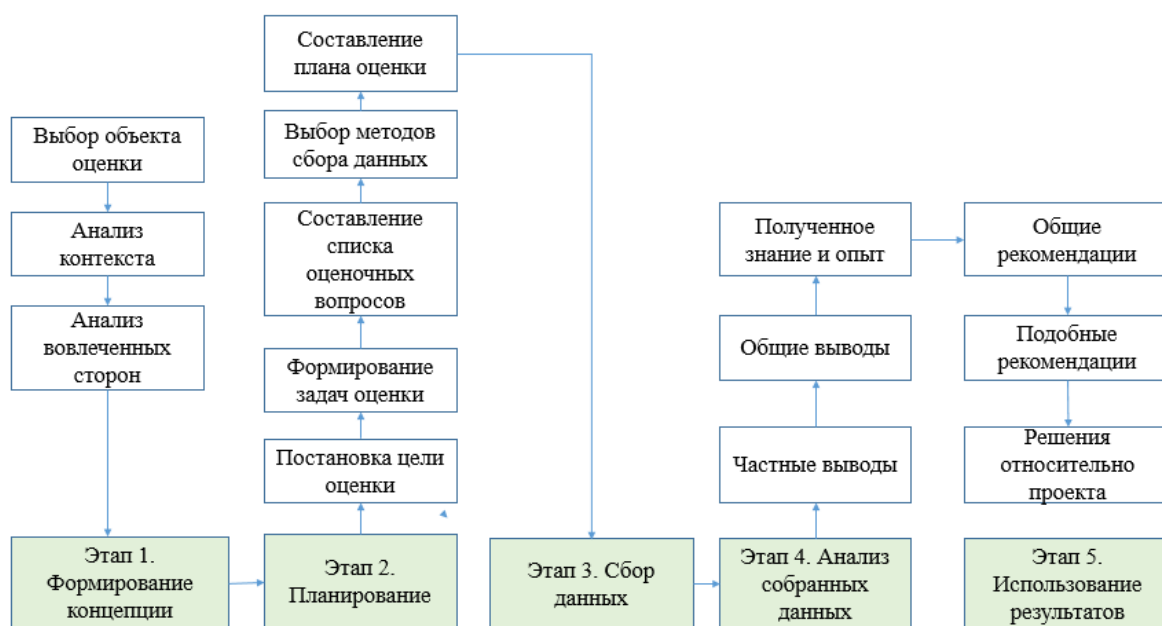 Выбор объекта
оценки
Анализ
контекста
Анализ
вовлеченных
сторон
Этап 1.
Формирование
концепции
Составление
плана оценки
Выбор методов
сбора данных
Составление
списка
оценочных
вопросов
Формирование
задач оценки
Постановка цели
оценки
Этап 2.
Планирование
Этап 3. Сбор
данных
Полученное
знание и опыт
Общие выводы
Частные выводы
Этап 4. Анализ
собранных
данных
Общие
рекомендации
Подобные
рекомендации
Решения
относительно
проекта
Этап 5.
Использование
результатов